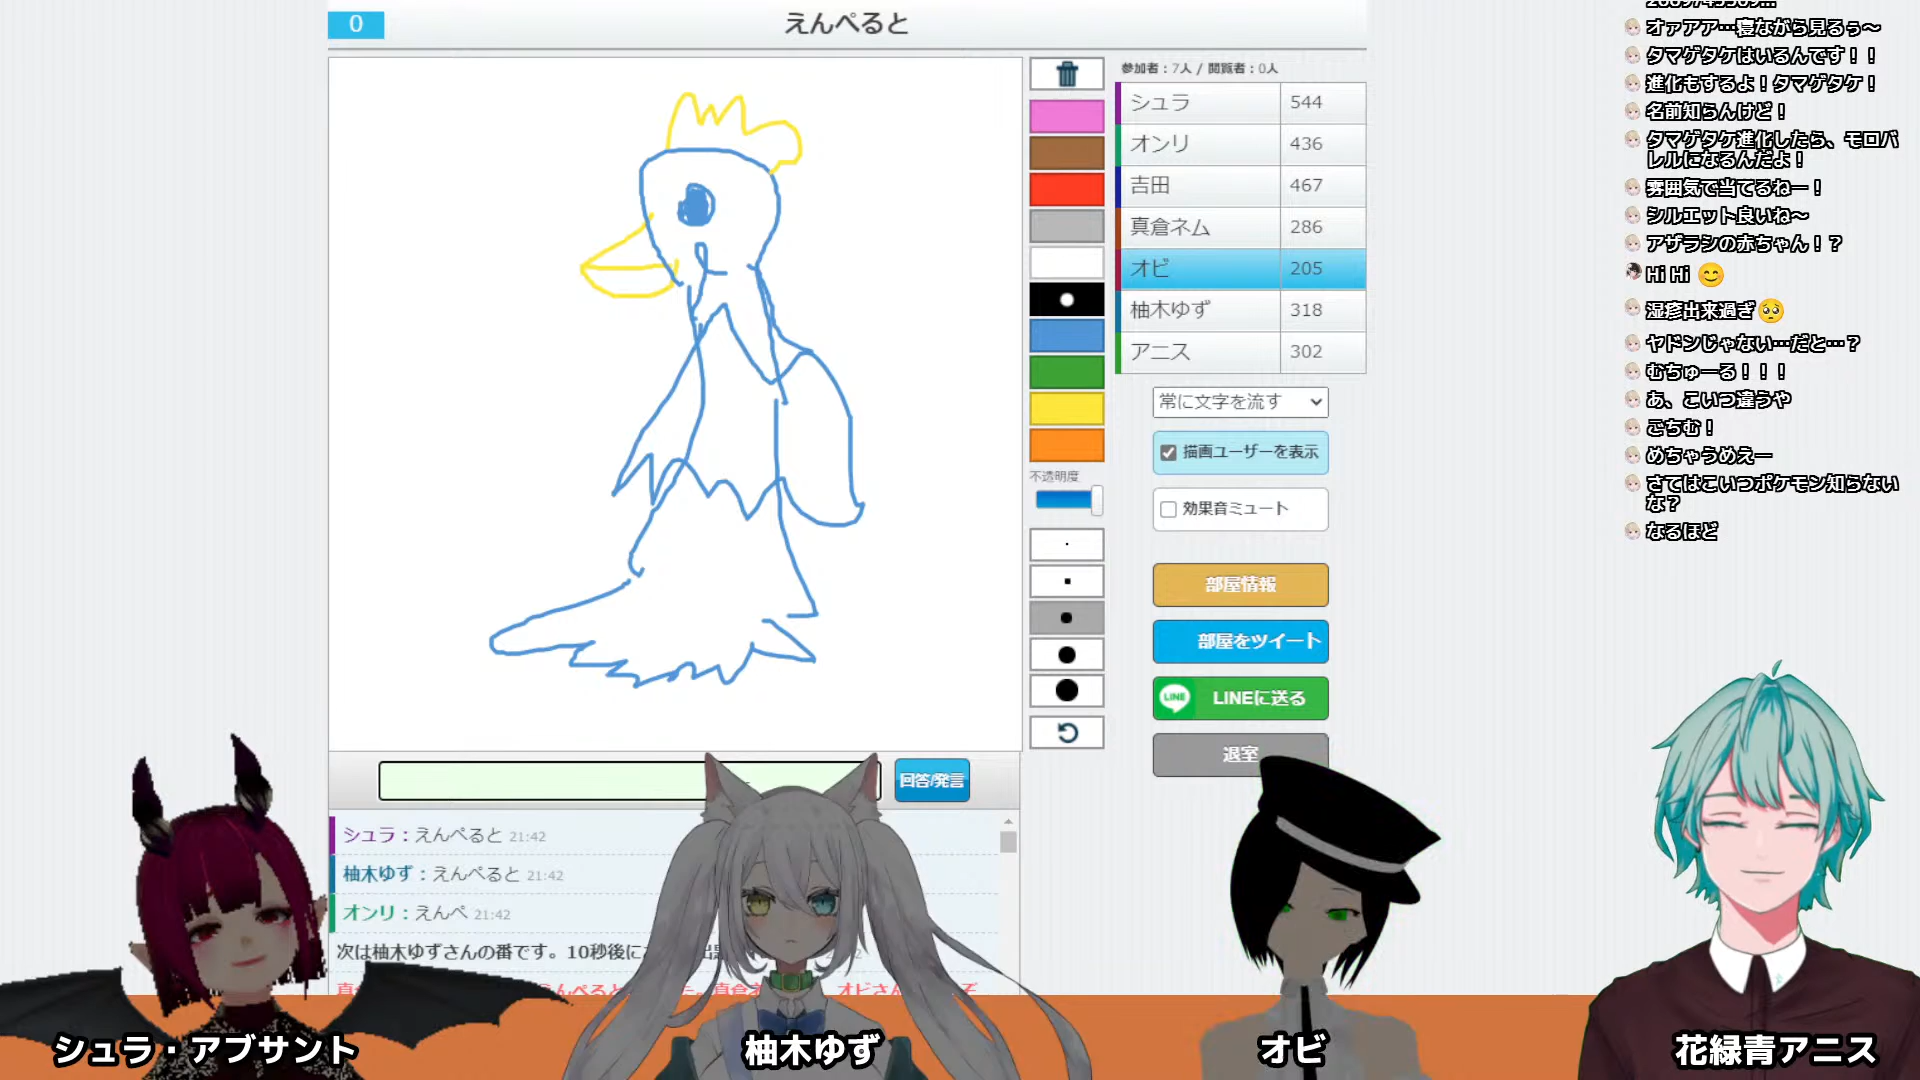 0
えんぺると
参加者：7人 / 閲覧者：0人
シュラ 544
オンリ 436
吉田 467
真倉ネム 286
オビ 205
柚木ゆず 318
アニス 302
常に文字を流す
描画ユーザーを表示
不透明度
効果音ミュート
部屋情報
部屋をツイート
LINE
LINEに送る
退室
回答/発言
シュラ：えんぺると 21:42
柚木ゆず：えんぺると 21:42
オンリ：えんぺ 21:42
次は柚木ゆずさんの番です。10秒後に
オァアア…寝ながら見るぅ～
タマゲタケはいるんです！！
進化もするよ！タマゲタケ！
名前知らんけど！
タマゲタケ進化したら、モロバ
レルになるんだよ！
雰囲気で当てるねー！
シルエット良いね～
アザラシの赤ちゃん！？
Hi Hi 😊
湿疹出来過ぎ🥺
ヤドンじゃない…だと…？
むちゅーる！！！
あ、こいつ違うや
ごちむ！
めちゃうめえー
さてはこいつポケモン知らない
な？
なるほど
シュラ・アブサント
柚木ゆず
オビ
花緑青アニス